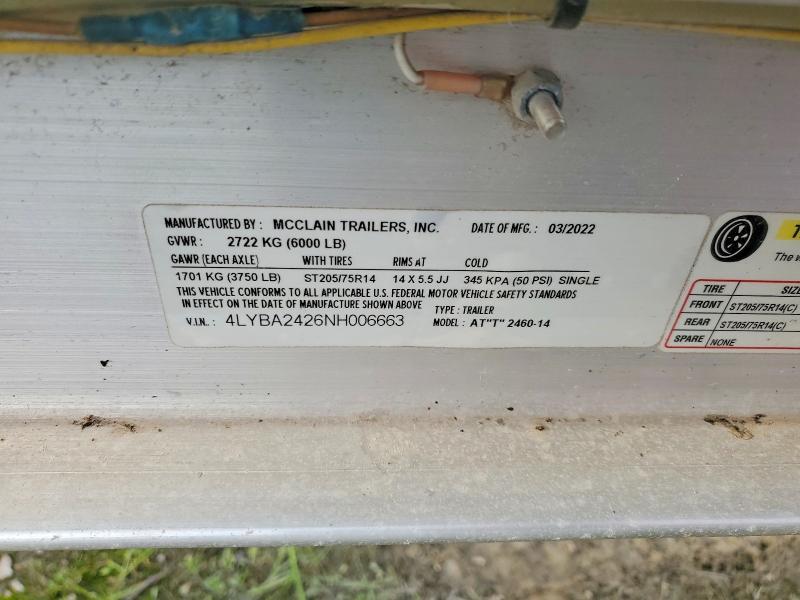 MANUFACTURED BY : MCCLAIN TRAILERS, INC. DATE OF MFG. : 03/2022
GVWR : 2722 KG (6000 LB)
GAWR (EACH AXLE) WITH TIRES RIMS AT COLD
1701 KG (3750 LB) ST205/75R14 14 X 5.5 JJ 345 KPA (50 PSI) SINGLE
THIS VEHICLE CONFORMS TO ALL APPLICABLE U.S. FEDERAL MOTOR VEHICLE SAFETY STANDARDS
IN EFFECT ON THE DATE OF MANUFACTURE SHOWN ABOVE TYPE : TRAILER
V.I.N.. : 4LYBA2426NH006663 MODEL : AT"T" 2460-14
The
TIRE SIZE
FRONT ST205/75R14(C)
REAR ST205/75R14(C)
SPARE NONE